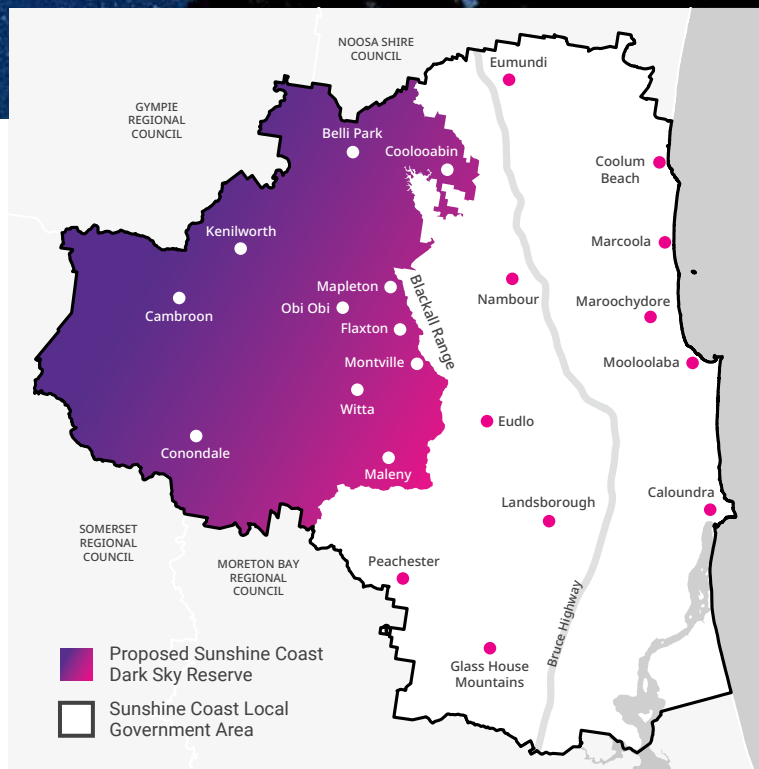 NOOSA SHIRE
COUNCIL
Eumundi
GYMPIE
REGIONAL
COUNCIL
Belli Park
Coolooabin
Coolum
Beach
Kenilworth
Marcoola
Mapleton
Nambour
Cambroon
Obi Obi
Maroochydore
Flaxton
Blackall Range
Montville
Mooloolaba
Witta
Eudlo
Conondale
Maleny
Landsborough
Caloundra
SOMERSET
REGIONAL
COUNCIL
MORETON BAY
REGIONAL
COUNCIL
Peachester
Bruce Highway
Glass House
Mountains
Proposed Sunshine Coast
Dark Sky Reserve
Sunshine Coast Local
Government Area